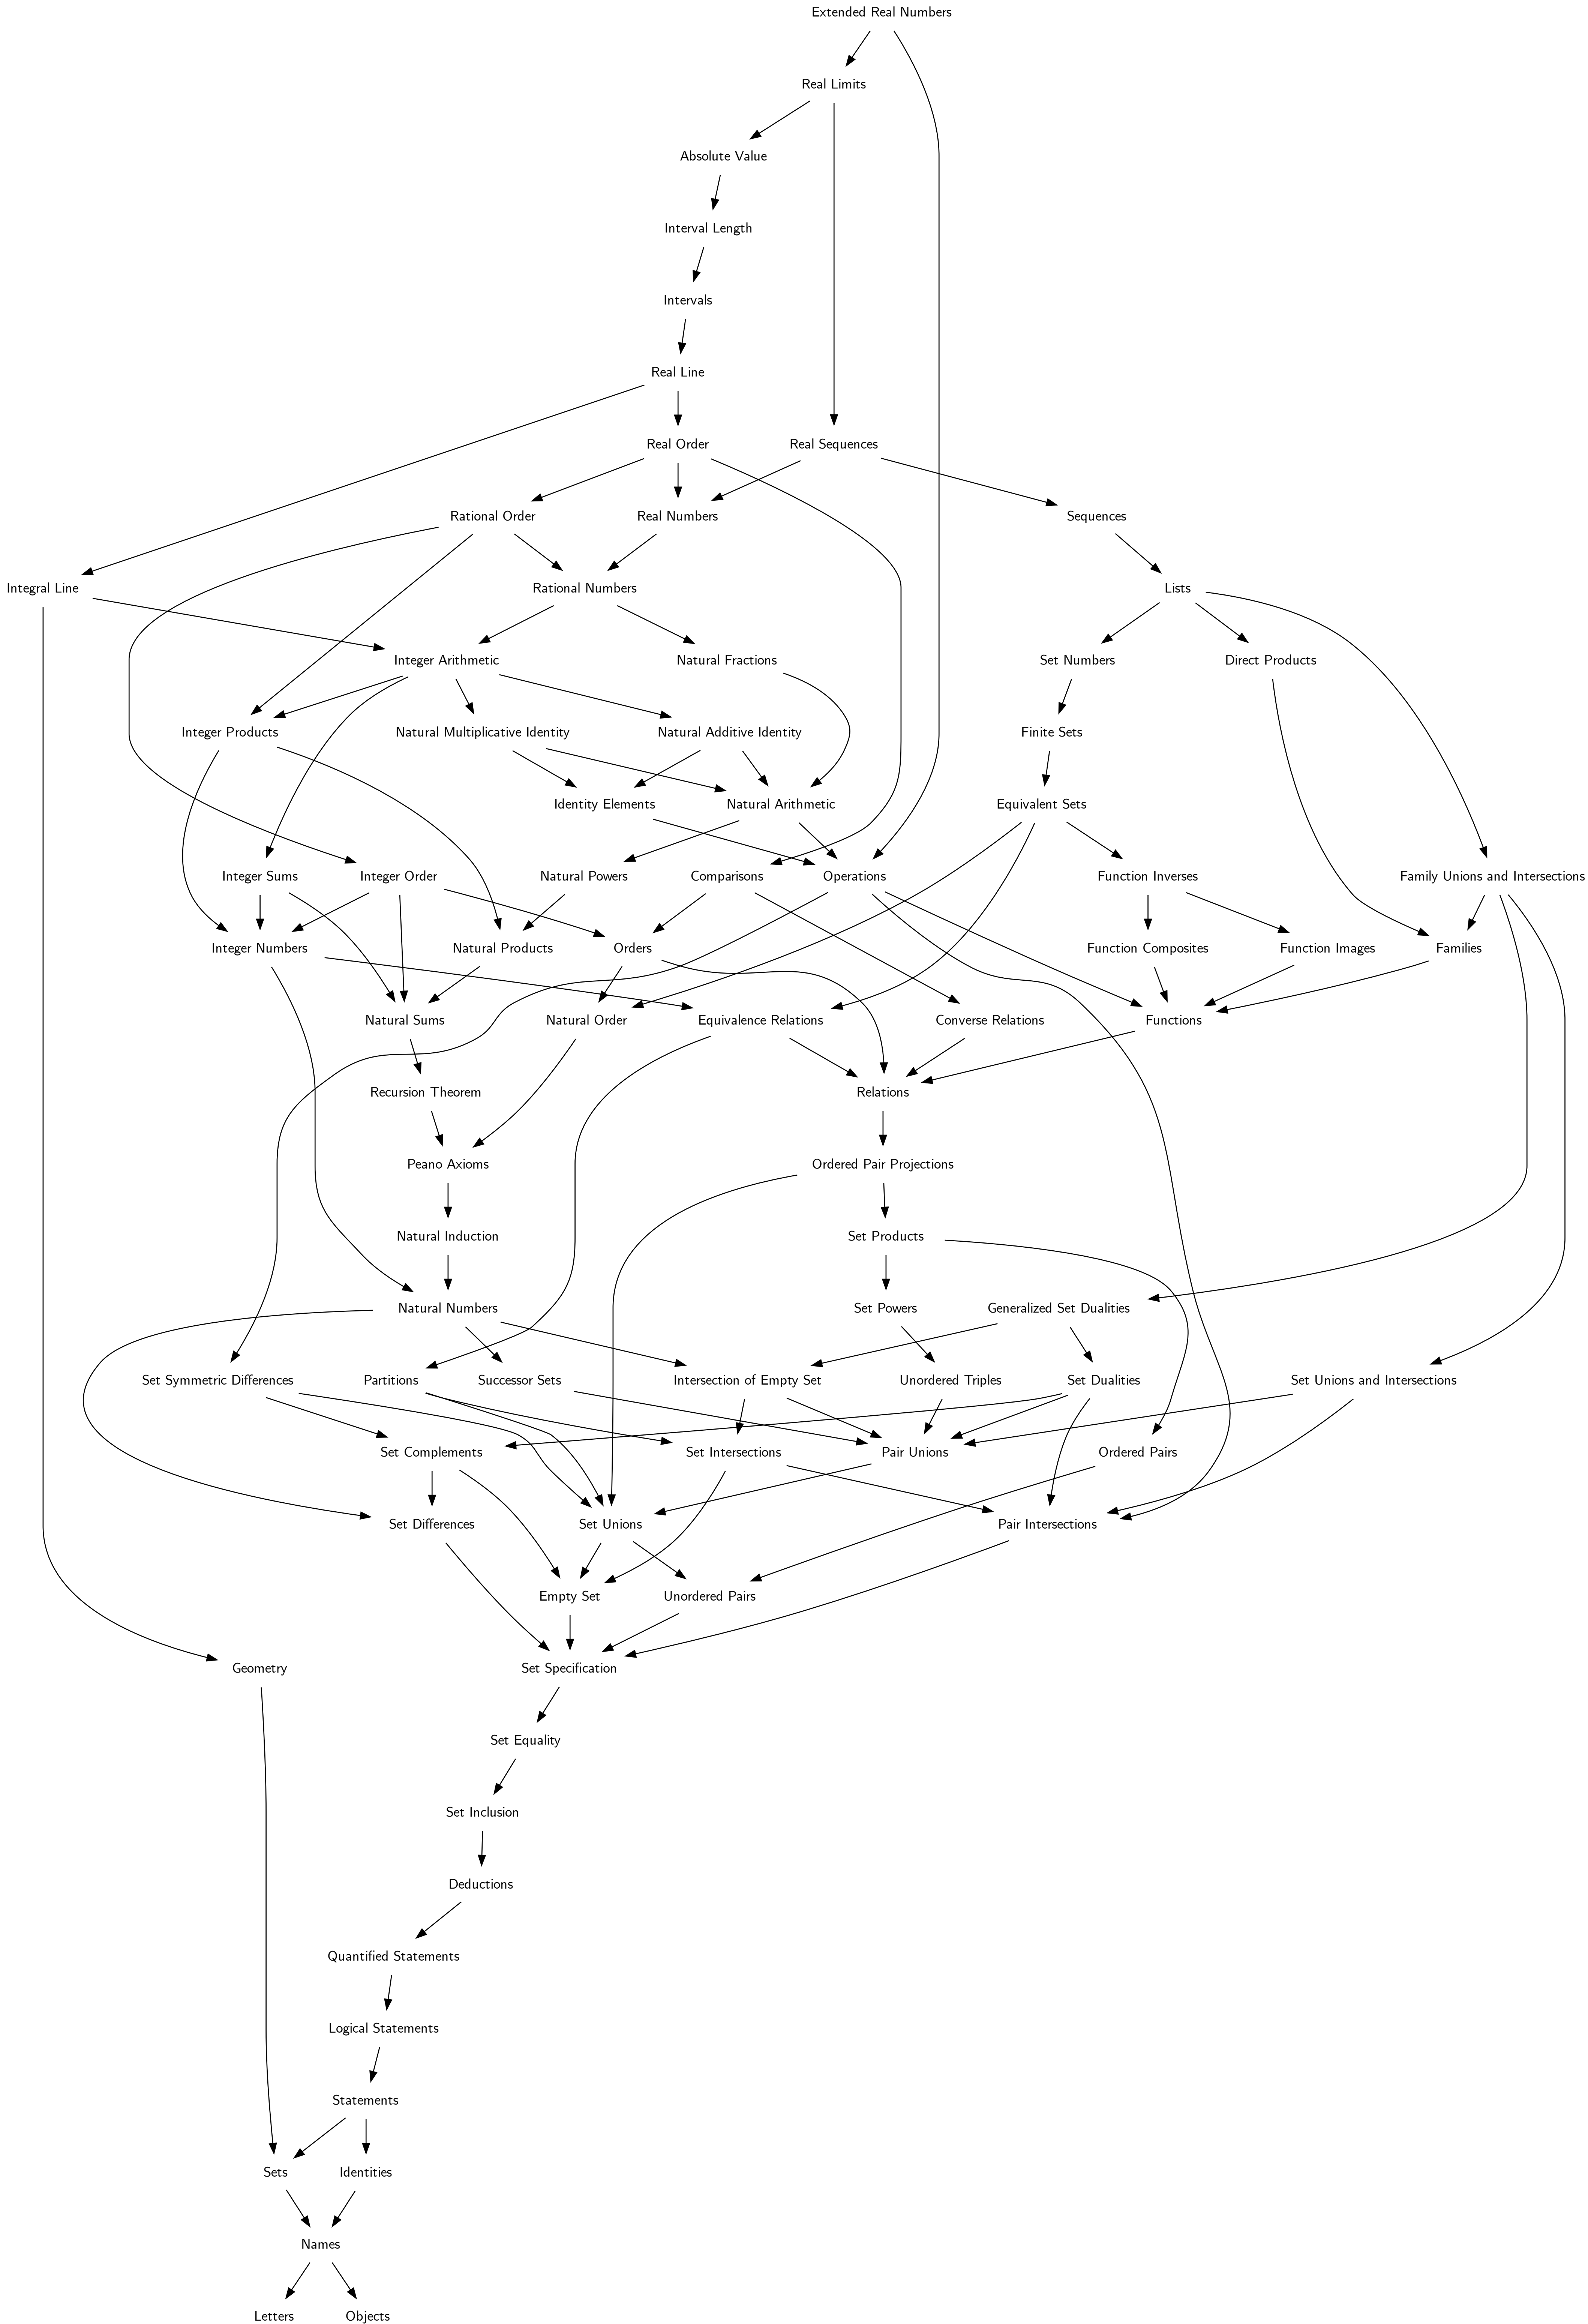 Extended Real Numbers
Real Limits
Absolute Value
Interval Length
Intervals
Real Line
Real Order
Real Sequences
Rational Order
Real Numbers
Sequences
Integral Line
Rational Numbers
Lists
Integer Arithmetic
Natural Fractions
Set Numbers
Direct Products
Integer Products
Natural Multiplicative Identity
Natural Additive Identity
Finite Sets
Identity Elements
Natural Arithmetic
Equivalent Sets
Integer Sums
Integer Order
Natural Powers
Comparisons
Operations
Function Inverses
Family Unions and Intersections
Integer Numbers
Natural Products
Orders
Function Composites
Function Images
Families
Natural Sums
Natural Order
Equivalence Relations
Converse Relations
Functions
Recursion Theorem
Relations
Peano Axioms
Ordered Pair Projections
Natural Induction
Set Products
Natural Numbers
Set Powers
Generalized Set Dualities
Set Symmetric Differences
Partitions
Successor Sets
Intersection of Empty Set
Unordered Triples
Set Dualities
Set Unions and Intersections
Set Complements
Set Intersections
Pair Unions
Ordered Pairs
Set Differences
Set Unions
Pair Intersections
Empty Set
Unordered Pairs
Geometry
Set Specification
Set Equality
Set Inclusion
Deductions
Quantified Statements
Logical Statements
Statements
Sets
Identities
Names
Letters
Objects